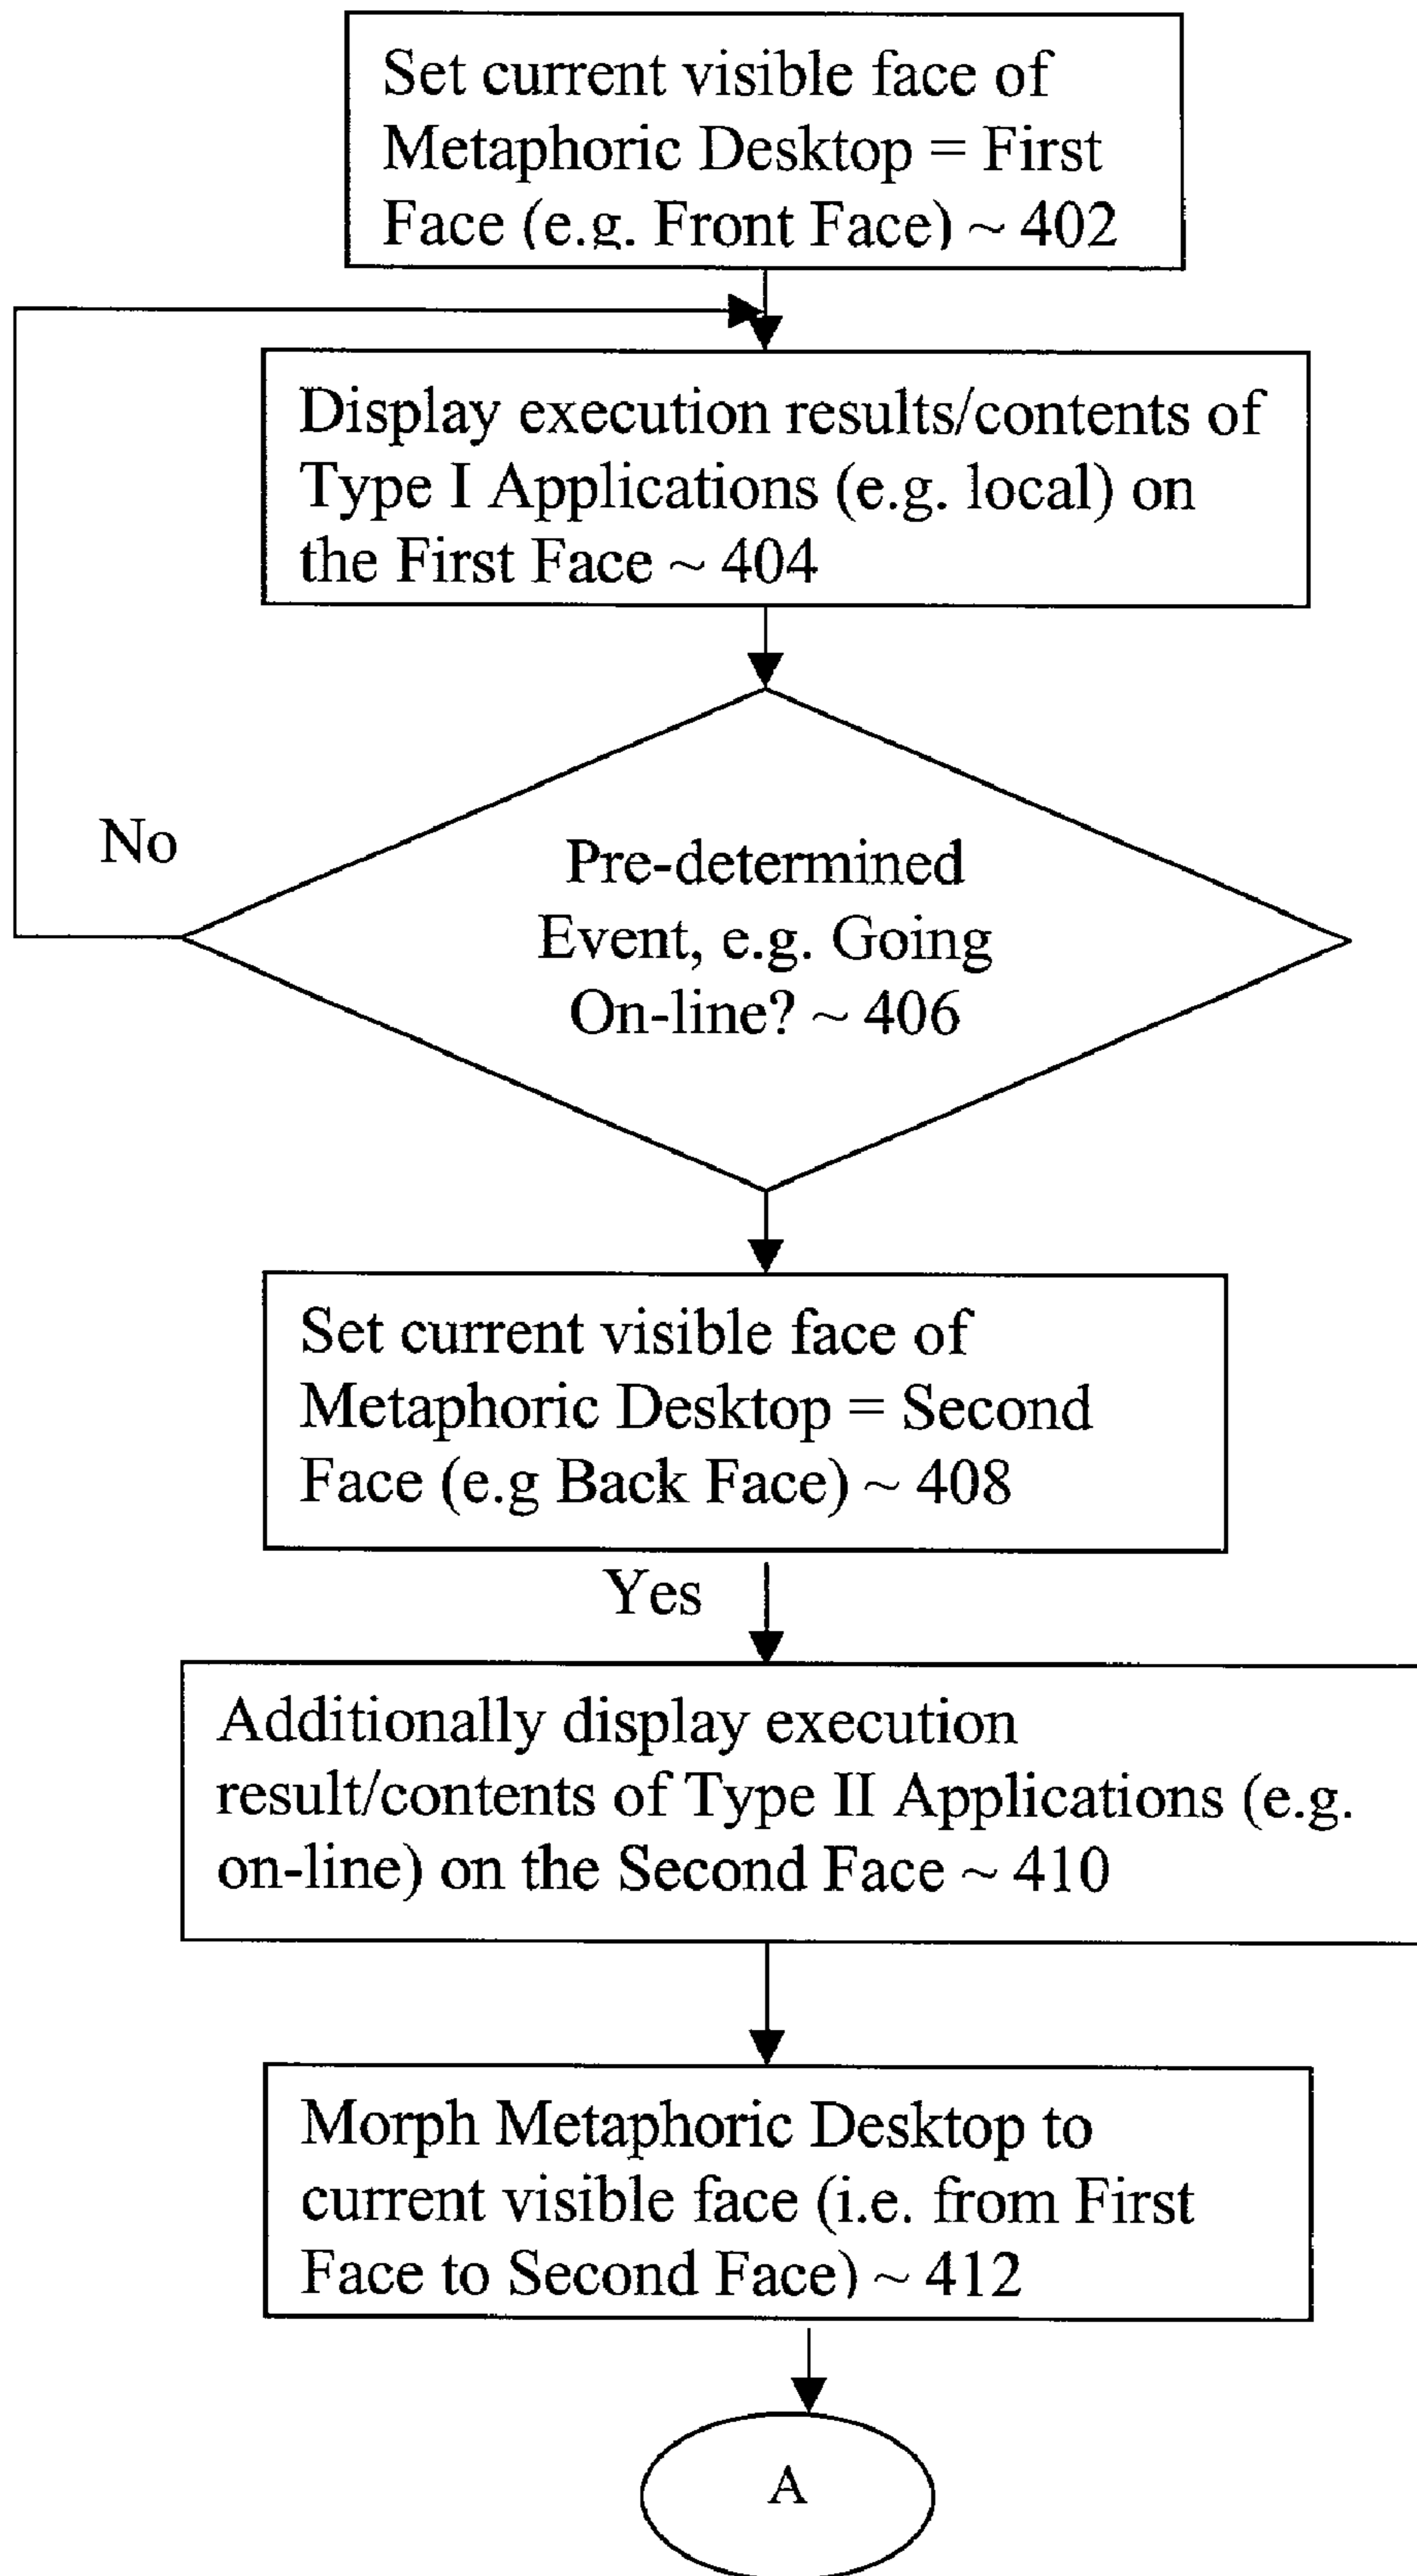 Set current visible face of
Metaphoric Desktop = First
Face (e.g. Front Face) ~ 402
Display execution results/contents of
Type I Applications (e.g. local) on
the First Face ~ 404
No
Pre-determined
Event, e.g. Going
On-line? ~ 406
Set current visible face of
Metaphoric Desktop = Second
Face (e.g Back Face) ~ 408
Yes
Additionally display execution
result/contents of Type II Applications (e.g.
on-line) on the Second Face ~ 410
Morph Metaphoric Desktop to
current visible face (i.e. from First
Face to Second Face) ~ 412
A